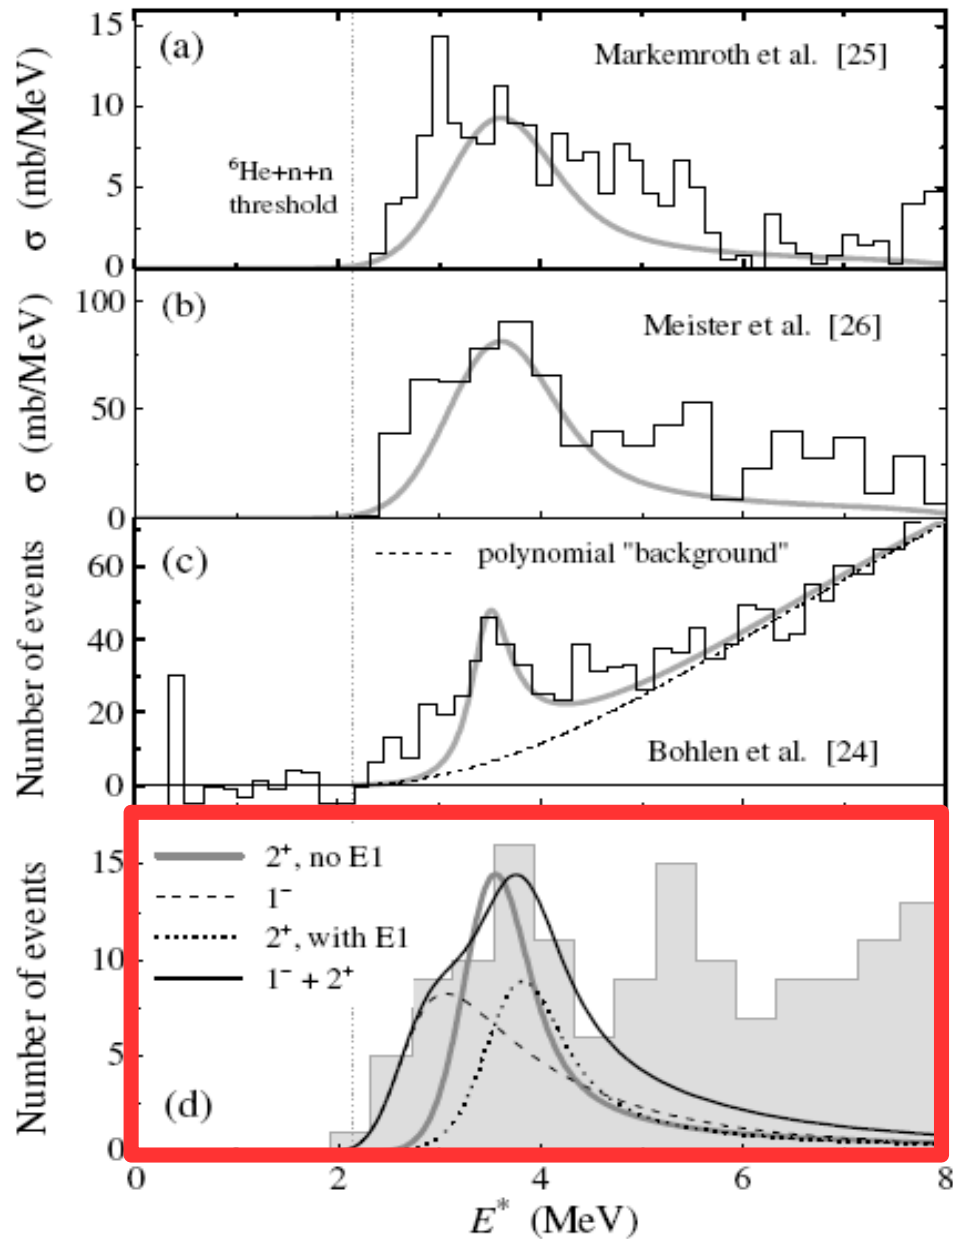 15
10
5
0
σ (mb/MeV)
(a)
Markemroth et al. [25]
⁶He+n+n
threshold
100
50
0
σ (mb/MeV)
(b)
Meister et al. [26]
60
40
20
0
Number of events
(c)
polynomial "background"
Bohlen et al. [24]
15
10
5
0
Number of events
2⁺, no E1
1⁻
2⁺, with E1
1⁻ + 2⁺
(d)
0 2 4 6 8
E* (MeV)